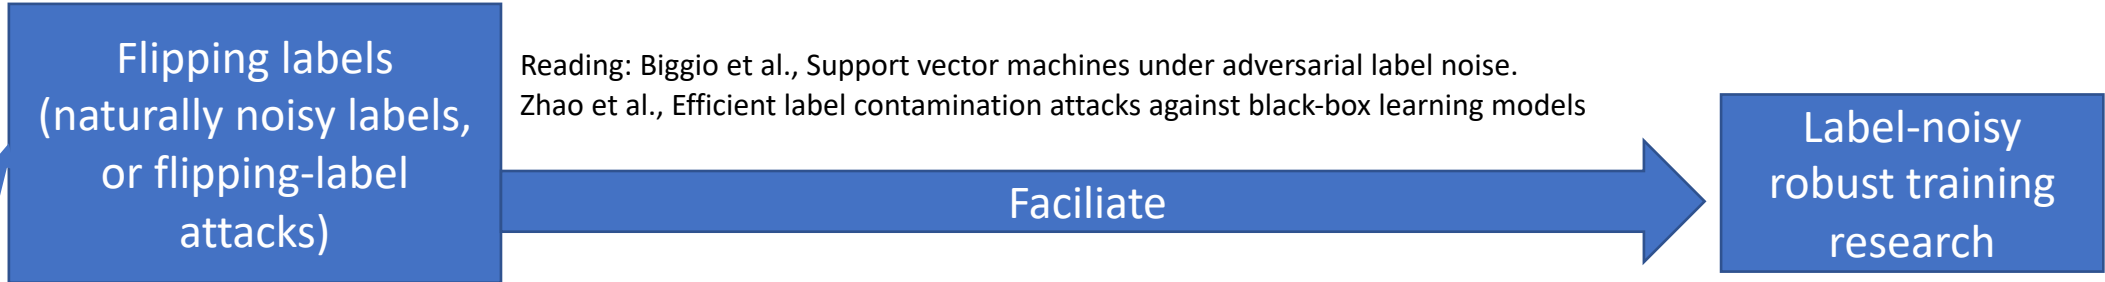 Flipping labels
(naturally noisy labels,
or flipping-label
attacks)
Reading: Biggio et al., Support vector machines under adversarial label noise.
Zhao et al., Efficient label contamination attacks against black-box learning models
Faciliate
Label-noisy
robust training
research